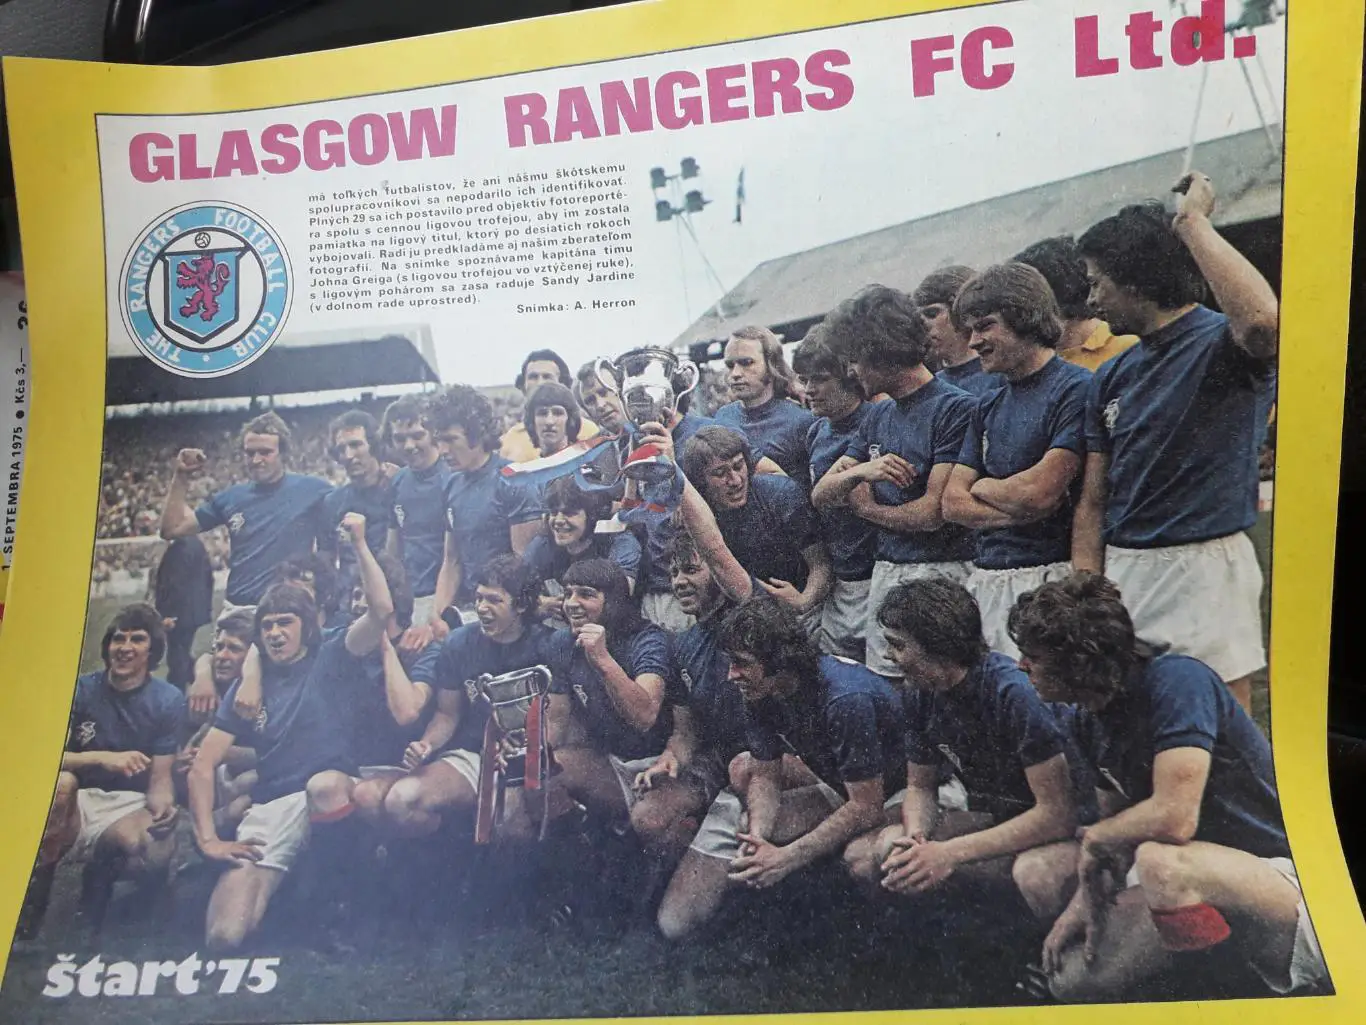 GLASGOW RANGERS FC Ltd.
má toľkých futbalistov, že ani nášmu škótskemu
spolupracovníkovi sa nepodarilo ich identifikovať.
Plných 29 sa ich postavilo pred objektív fotoreporté-
ra spolu s cennou ligovou trofejou, aby im zostala
pamiatka na ligový titul, ktorý po desiatich rokoch
vybojovali. Radi ju predkladáme aj našim zberateľom
fotografií. Na snímke spoznávame kapitána tímu
Johna Greiga (s ligovou trofejou vo vztýčenej ruke),
s ligovým pohárom sa zasa raduje Sandy Jardine
(v dolnom rade uprostred).
Snímka: A. Herron
THE RANGERS FOOTBALL CLUB
1. SEPTEMBRA 1975 ● Kčs 3,—
štart'75